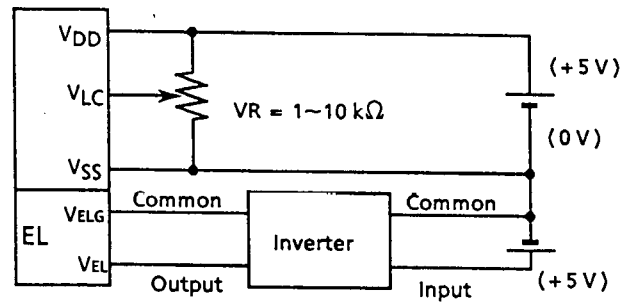 VDD
(+5 V)
VLC
VR = 1~10 kΩ
(0 V)
VSS
Common
Common
VELG
EL
Inverter
VEL
Output
Input
(+5 V)